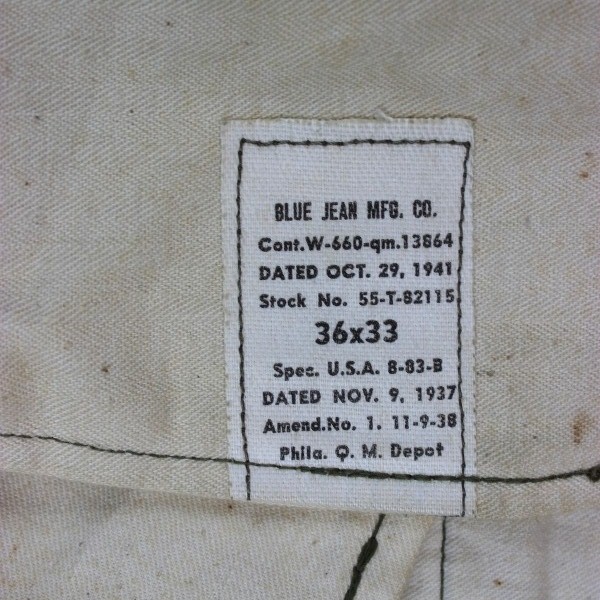 BLUE JEAN MFG. CO.
Cont.W-660-qm.13864
DATED OCT. 29, 1941
Stock No. 55-T-82115
36x33
Spec. U.S.A. 8-83-B
DATED NOV. 9, 1937
Amend.No. 1. 11-9-38
Phila. Q. M. Depot